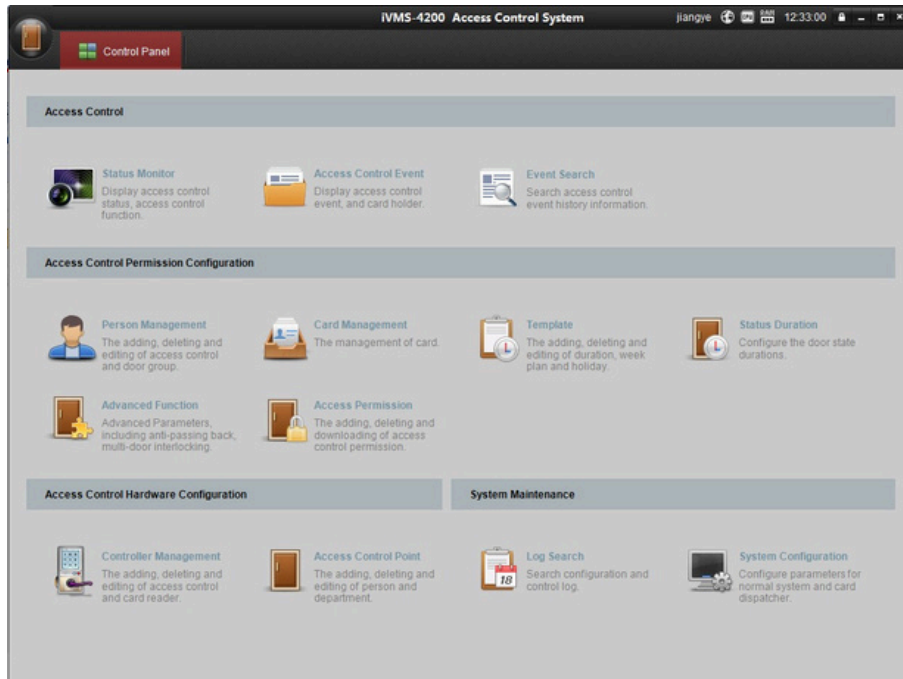 iVMS-4200 Access Control System
jiangye
12:33:00
Control Panel
Access Control
Status Monitor
Display access control
status, access control
function.
Access Control Event
Display access control
event, and card holder.
Event Search
Search access control
event history information.
Access Control Permission Configuration
Person Management
The adding, deleting and
editing of access control
and door group.
Card Management
The management of card.
Template
The adding, deleting and
editing of duration, week
plan and holiday.
Status Duration
Configure the door state
durations.
Advanced Function
Advanced Parameters,
including anti-passing back,
multi-door interlocking.
Access Permission
The adding, deleting and
downloading of access
control permission.
Access Control Hardware Configuration
System Maintenance
Controller Management
The adding, deleting and
editing of access control
and card reader.
Access Control Point
The adding, deleting and
editing of person and
department.
Log Search
Search configuration and
control log.
18
System Configuration
Configure parameters for
normal system and card
dispatcher.